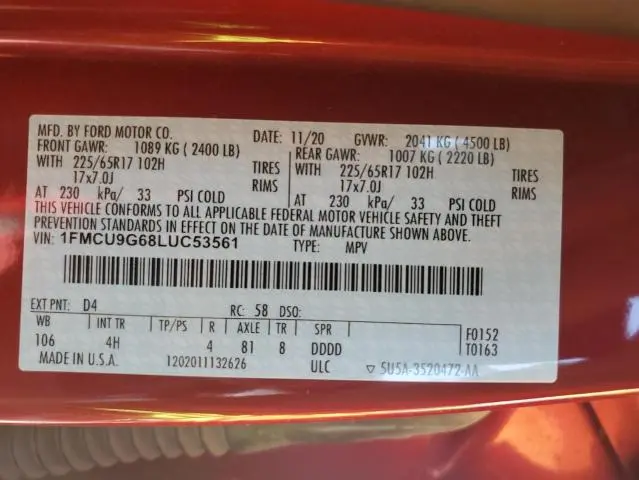 MFD. BY FORD MOTOR CO. DATE: 11/20 GVWR: 2041 KG ( 4500 LB)
FRONT GAWR: 1089 KG ( 2400 LB) REAR GAWR: 1007 KG ( 2220 LB)
WITH 225/65R17 102H TIRES WITH 225/65R17 102H TIRES
17x7.0J RIMS 17x7.0J RIMS
AT 230 kPa/ 33 PSI COLD AT 230 kPa/ 33 PSI COLD
THIS VEHICLE CONFORMS TO ALL APPLICABLE FEDERAL MOTOR VEHICLE SAFETY AND THEFT
PREVENTION STANDARDS IN EFFECT ON THE DATE OF MANUFACTURE SHOWN ABOVE.
VIN: 1FMCU9G68LUC53561 TYPE: MPV
EXT PNT: D4 RC: 58 DSO:
WB INT TR TP/PS R AXLE TR SPR F0152
106 4H 4 81 8 DDDD T0163
MADE IN U.S.A. 1202011132626 ULC ▽ 5U5A-3520472-AA